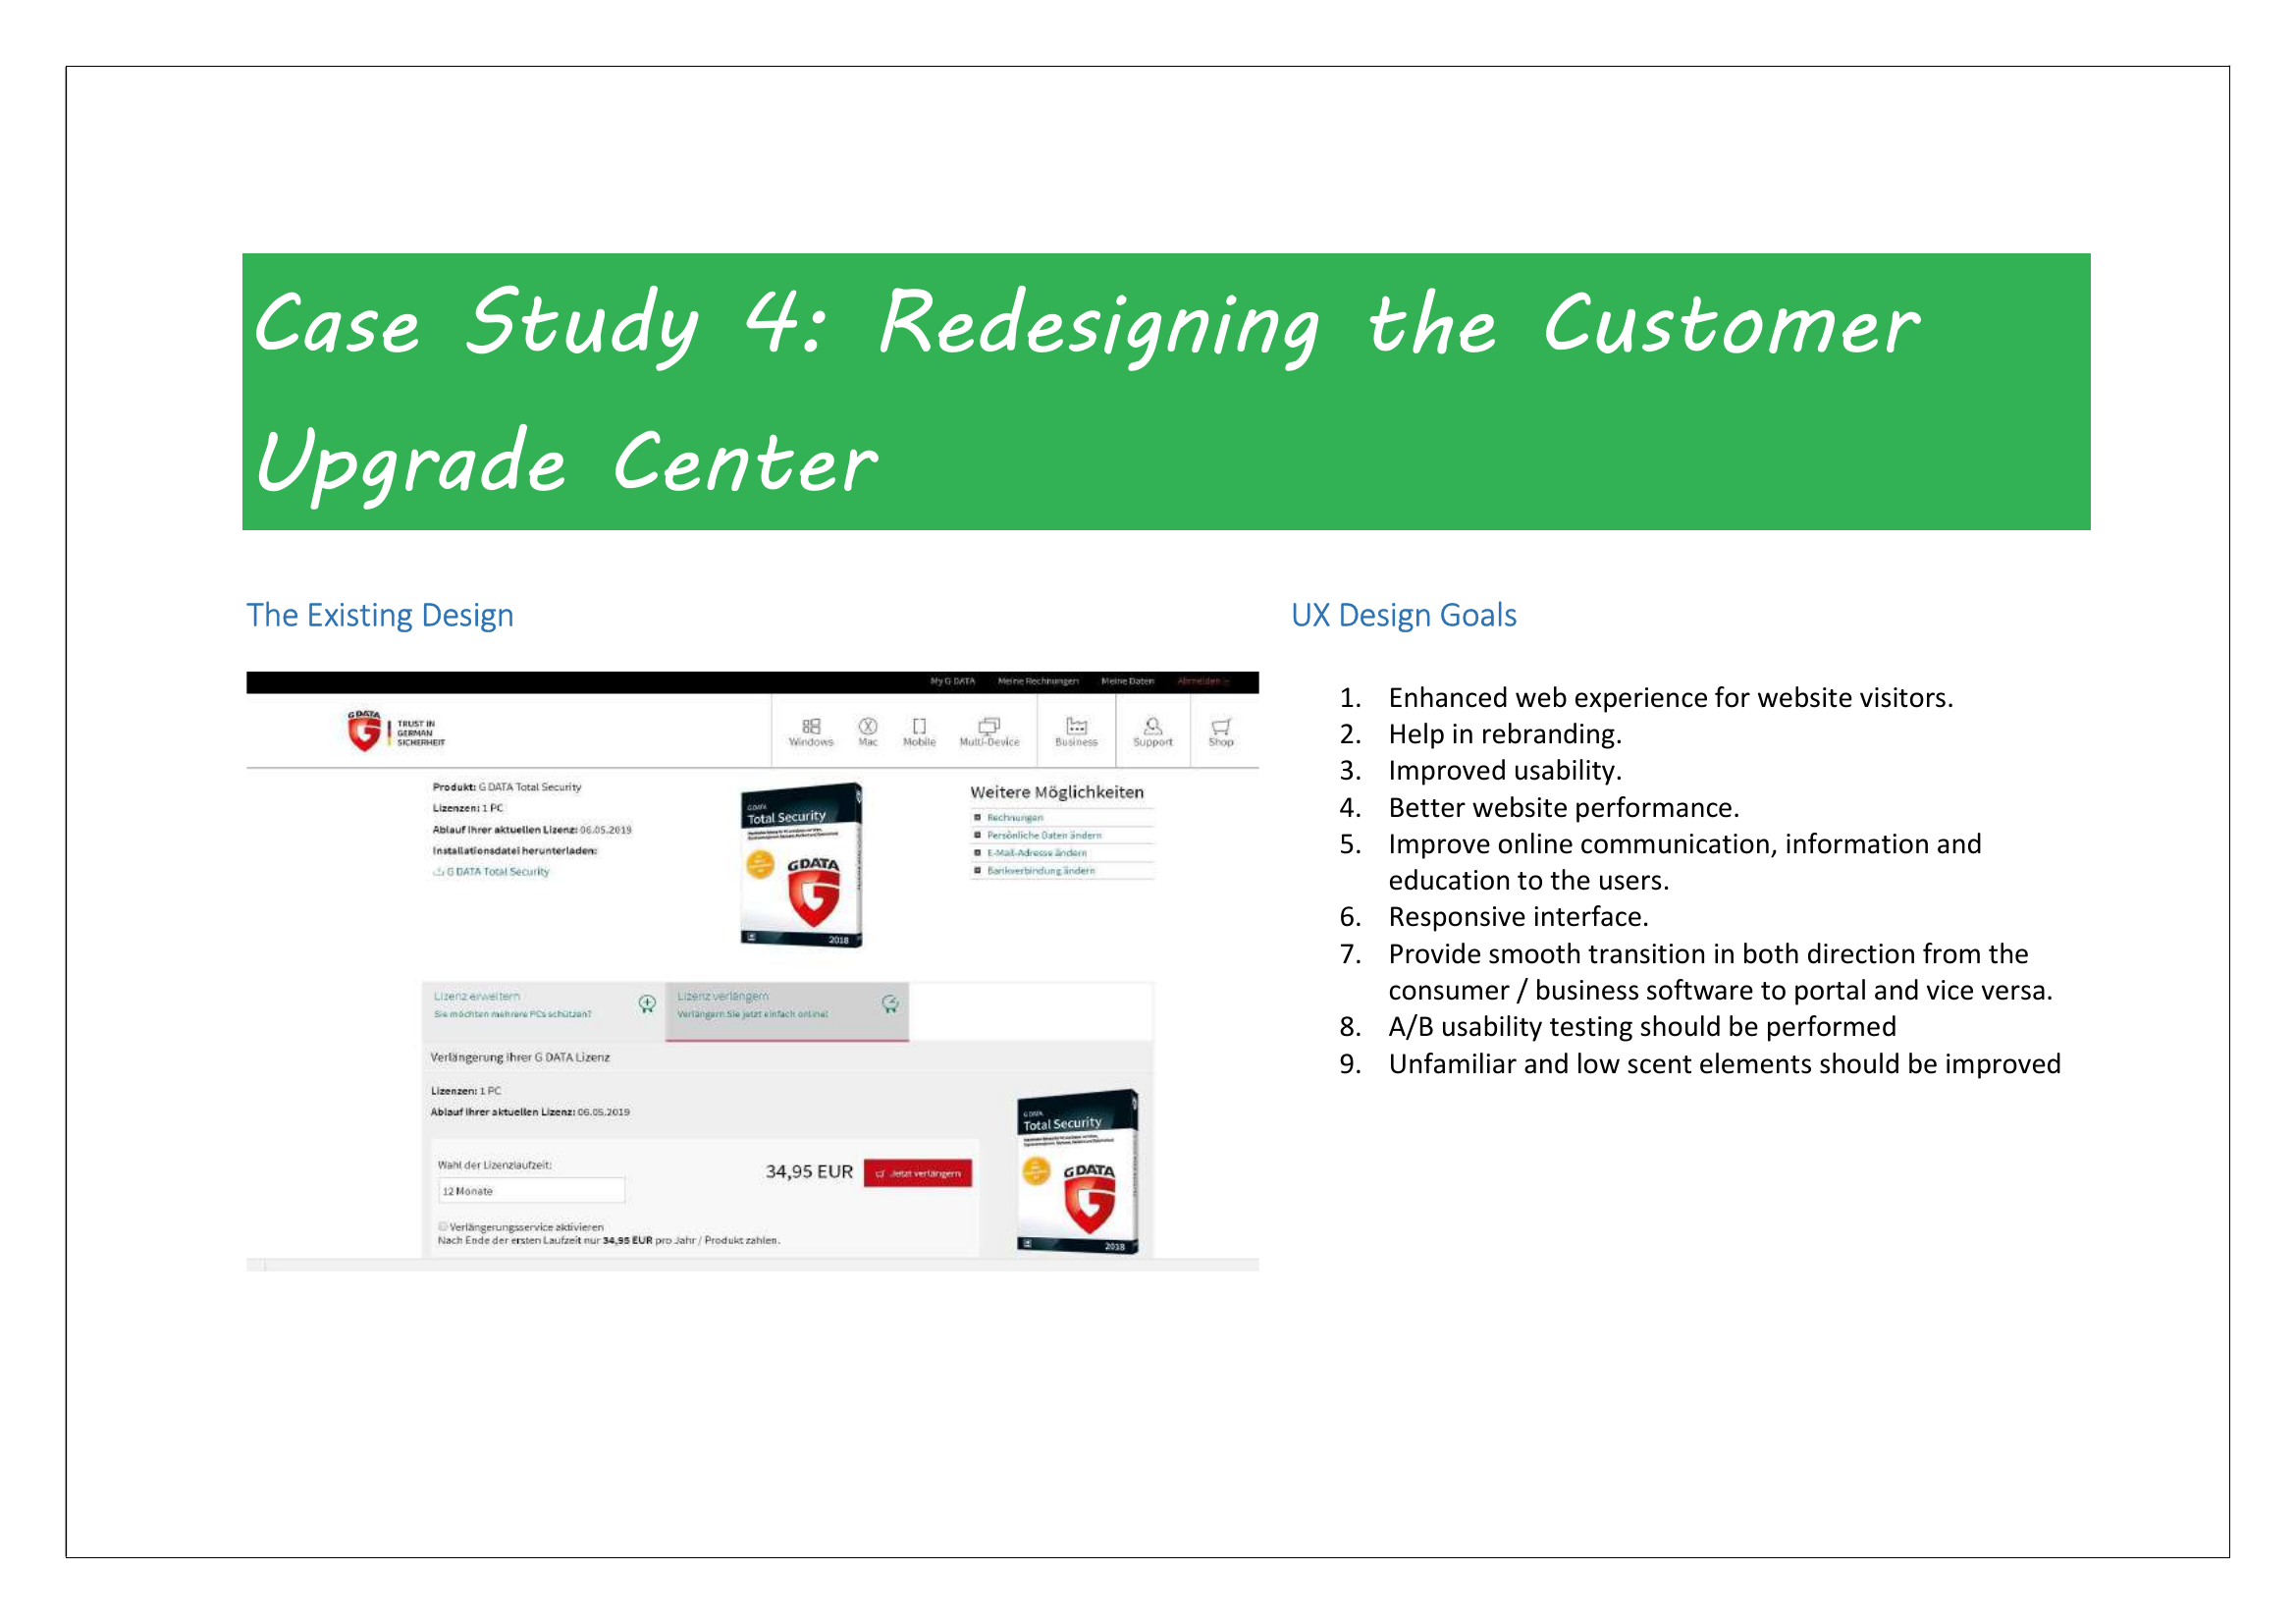 Case Study 4: Redesigning the Customer
Upgrade Center
The Existing Design
My G DATA Meine Rechnungen Meine Daten Abmelden
G DATA
TRUST IN
GERMAN
SICHERHEIT
Windows Mac Mobile Multi-Device Business Support Shop
Produkt: G DATA Total Security
Lizenzen: 1 PC
Ablauf Ihrer aktuellen Lizenz: 06.05.2019
Installationsdatei herunterladen:
G DATA Total Security
G DATA
Total Security
G DATA
2018
Weitere Möglichkeiten
Rechnungen
Persönliche Daten ändern
E-Mail-Adresse ändern
Bankverbindung ändern
Lizenz erweitern
Sie möchten mehrere PCs schützen?
Lizenz verlängern
Verlängern Sie jetzt einfach online!
Verlängerung Ihrer G DATA Lizenz
Lizenzen: 1 PC
Ablauf Ihrer aktuellen Lizenz: 06.05.2019
Wahl der Lizenzlaufzeit:
12 Monate
34,95 EUR Jetzt verlängern
Verlängerungsservice aktivieren
Nach Ende der ersten Laufzeit nur 34,95 EUR pro Jahr / Produkt zahlen.
G DATA
Total Security
G DATA
2018
UX Design Goals
1. Enhanced web experience for website visitors.
2. Help in rebranding.
3. Improved usability.
4. Better website performance.
5. Improve online communication, information and
education to the users.
6. Responsive interface.
7. Provide smooth transition in both direction from the
consumer / business software to portal and vice versa.
8. A/B usability testing should be performed
9. Unfamiliar and low scent elements should be improved